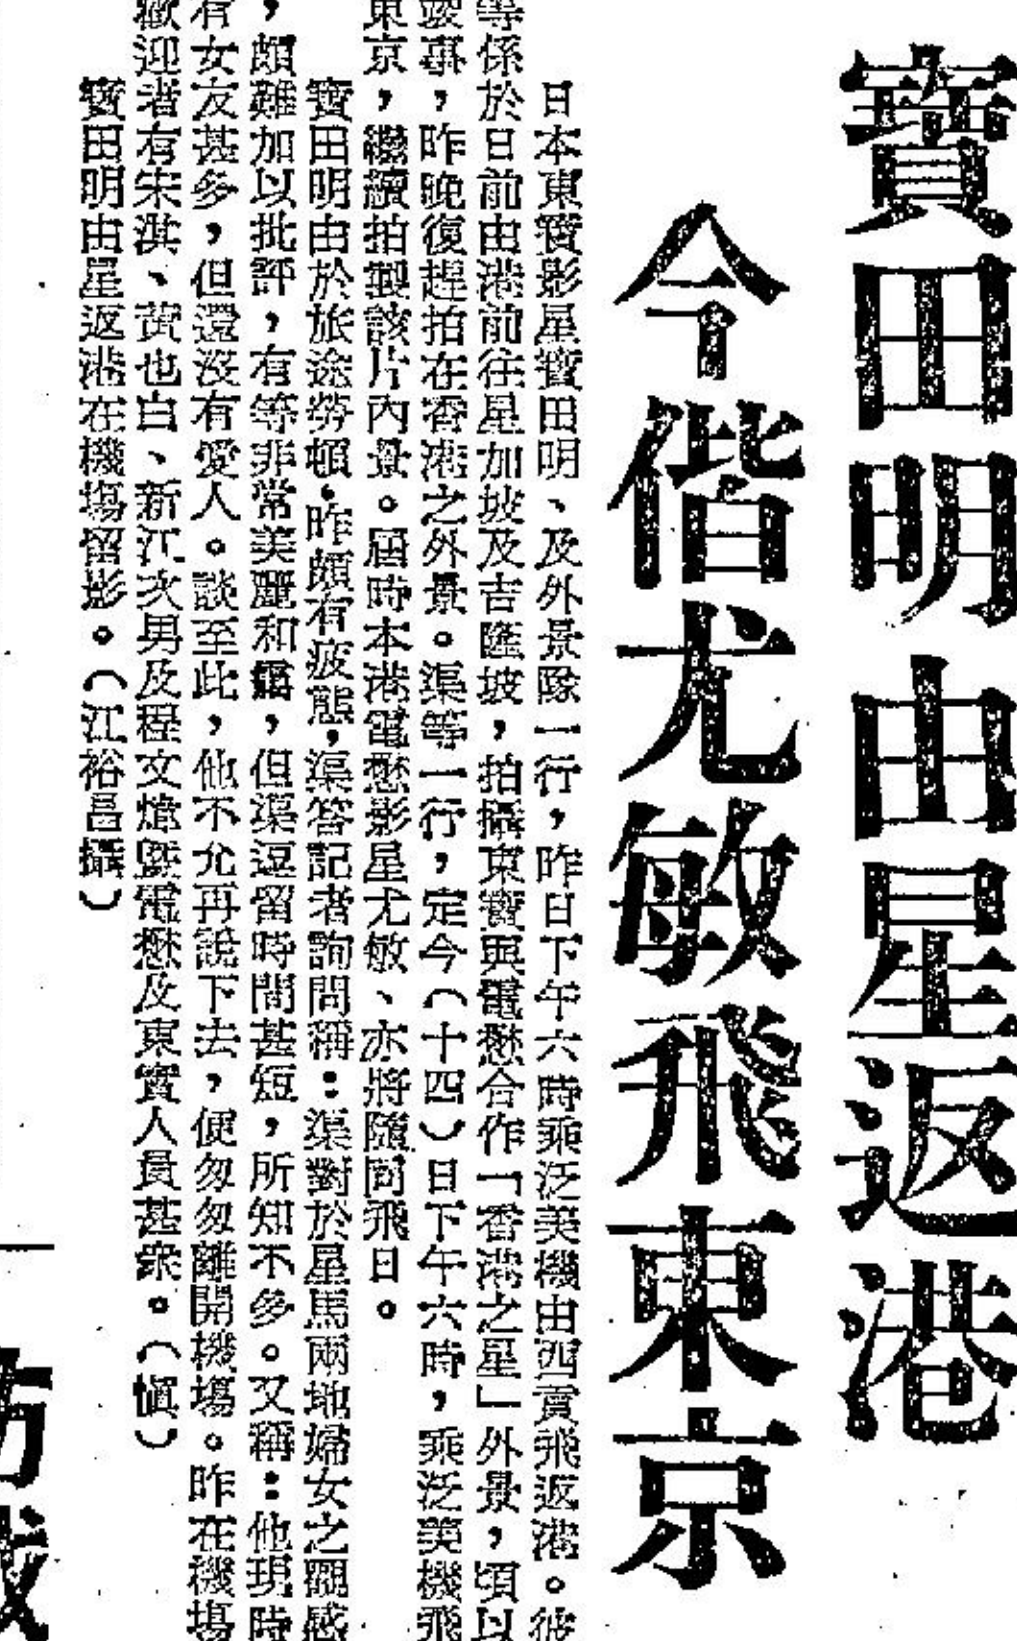 寶田明由星返港
今偕尤敏飛東京
日本東寶影星寶田明、及外景隊一行，昨日下午六時乘泛美機由西貢飛返港。彼
等係於日前由港前往星加坡及吉隆坡，拍攝東寶與電懋合作「香港之星」外景，頃以
竣事，昨晚復趕拍在香港之外景。渠等一行，定今（十四）日下午六時，乘泛美機飛
東京，繼續拍製該片內景。屆時本港電懋影星尤敏、亦將隨同飛日。
寶田明由於旅途勞頓，昨頗有疲態，渠答記者詢問稱：渠對於星馬兩地婦女之觀感
，頗難加以批評，有等非常美麗和藹，但渠逗留時間甚短，所知不多。又稱：他現時
有女友甚多，但還沒有愛人。談至此，他不允再說下去，便匆匆離開機場。昨在機場
歡迎者有朱淇、黃也白、新江次男及程文煒暨電懋及東寶人員甚衆。（愼）
寶田明由星返港在機場留影。（江裕昌攝）